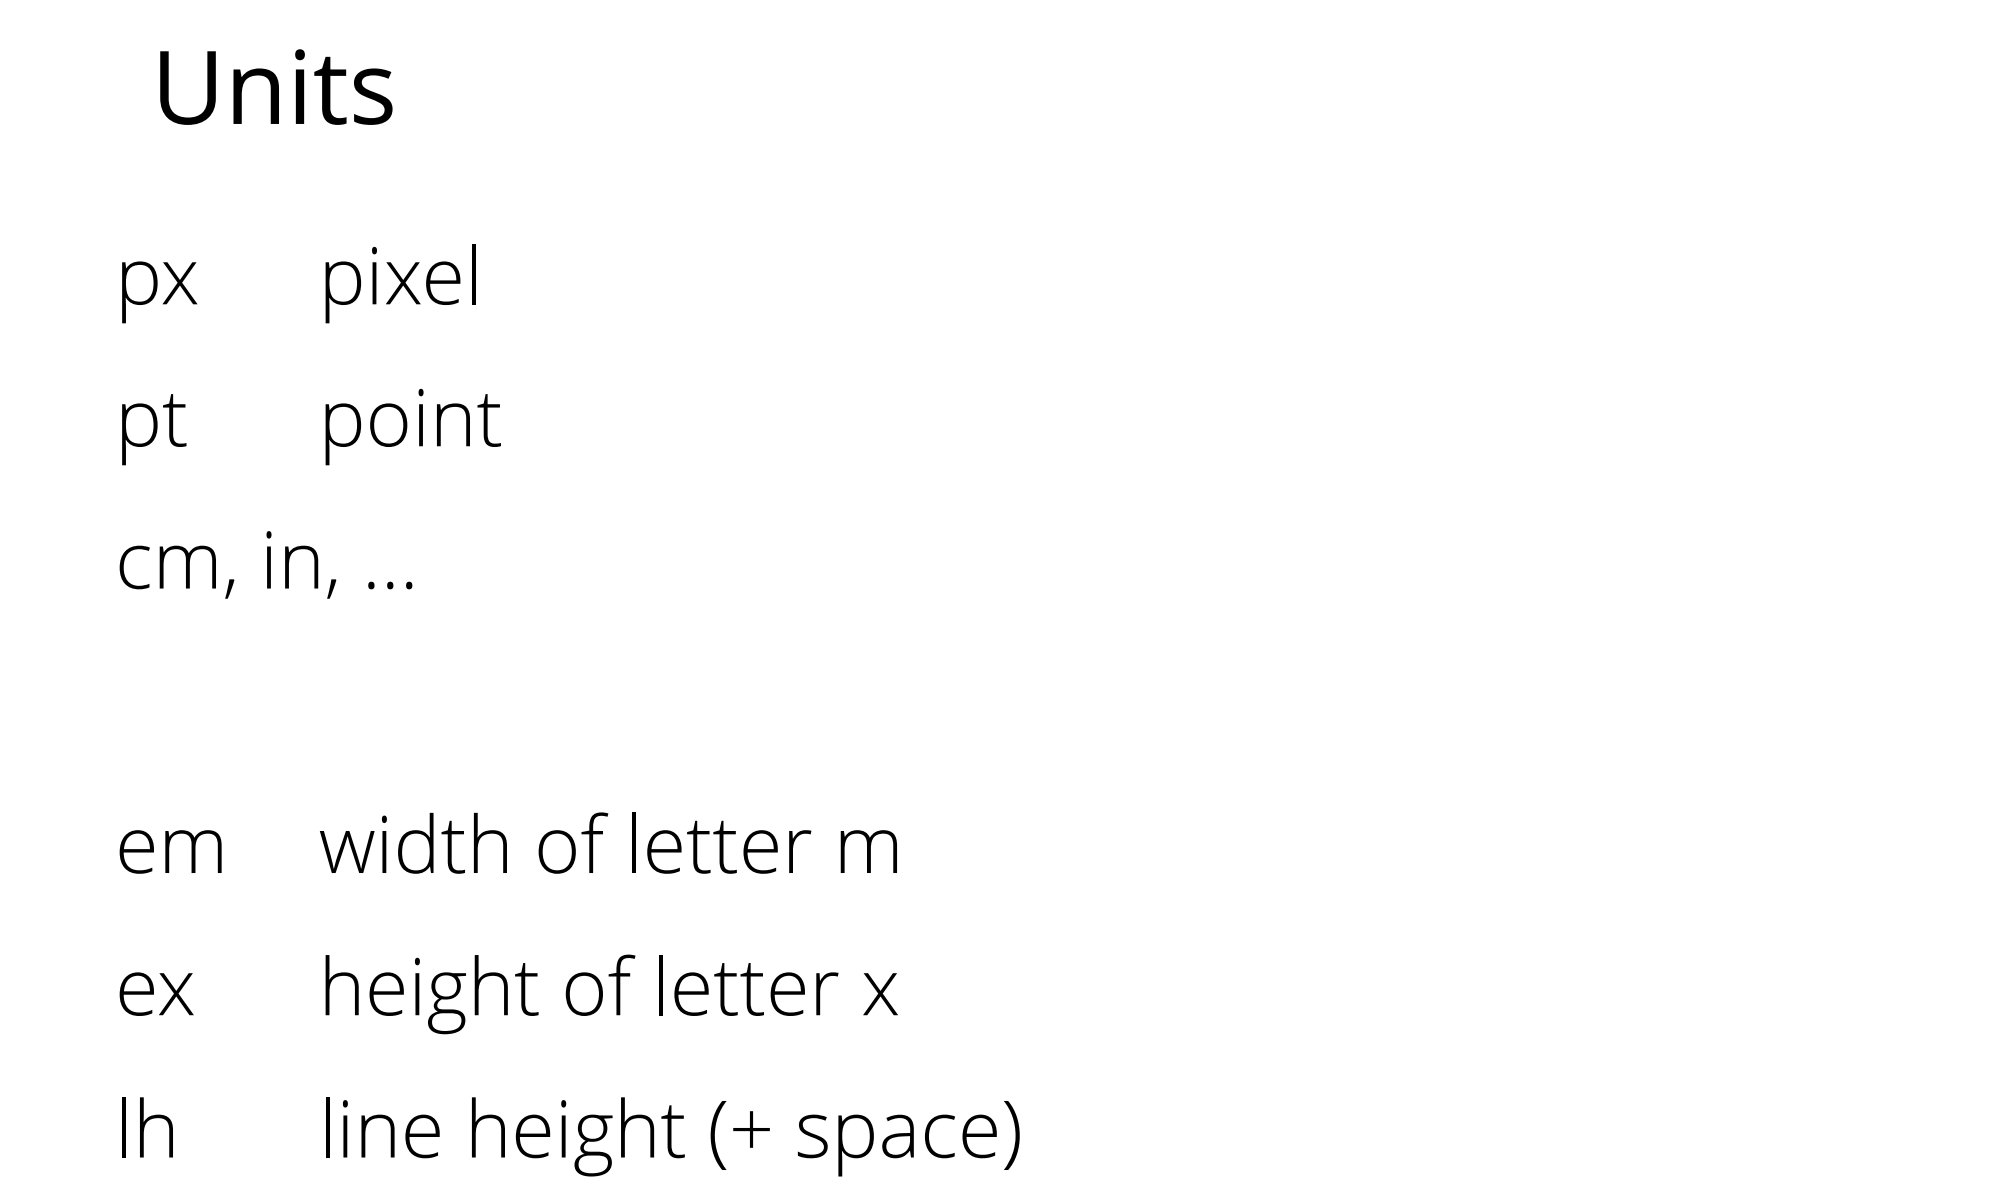 Units
px pixel
pt point
cm, in, ...
em width of letter m
ex height of letter x
lh line height (+ space)